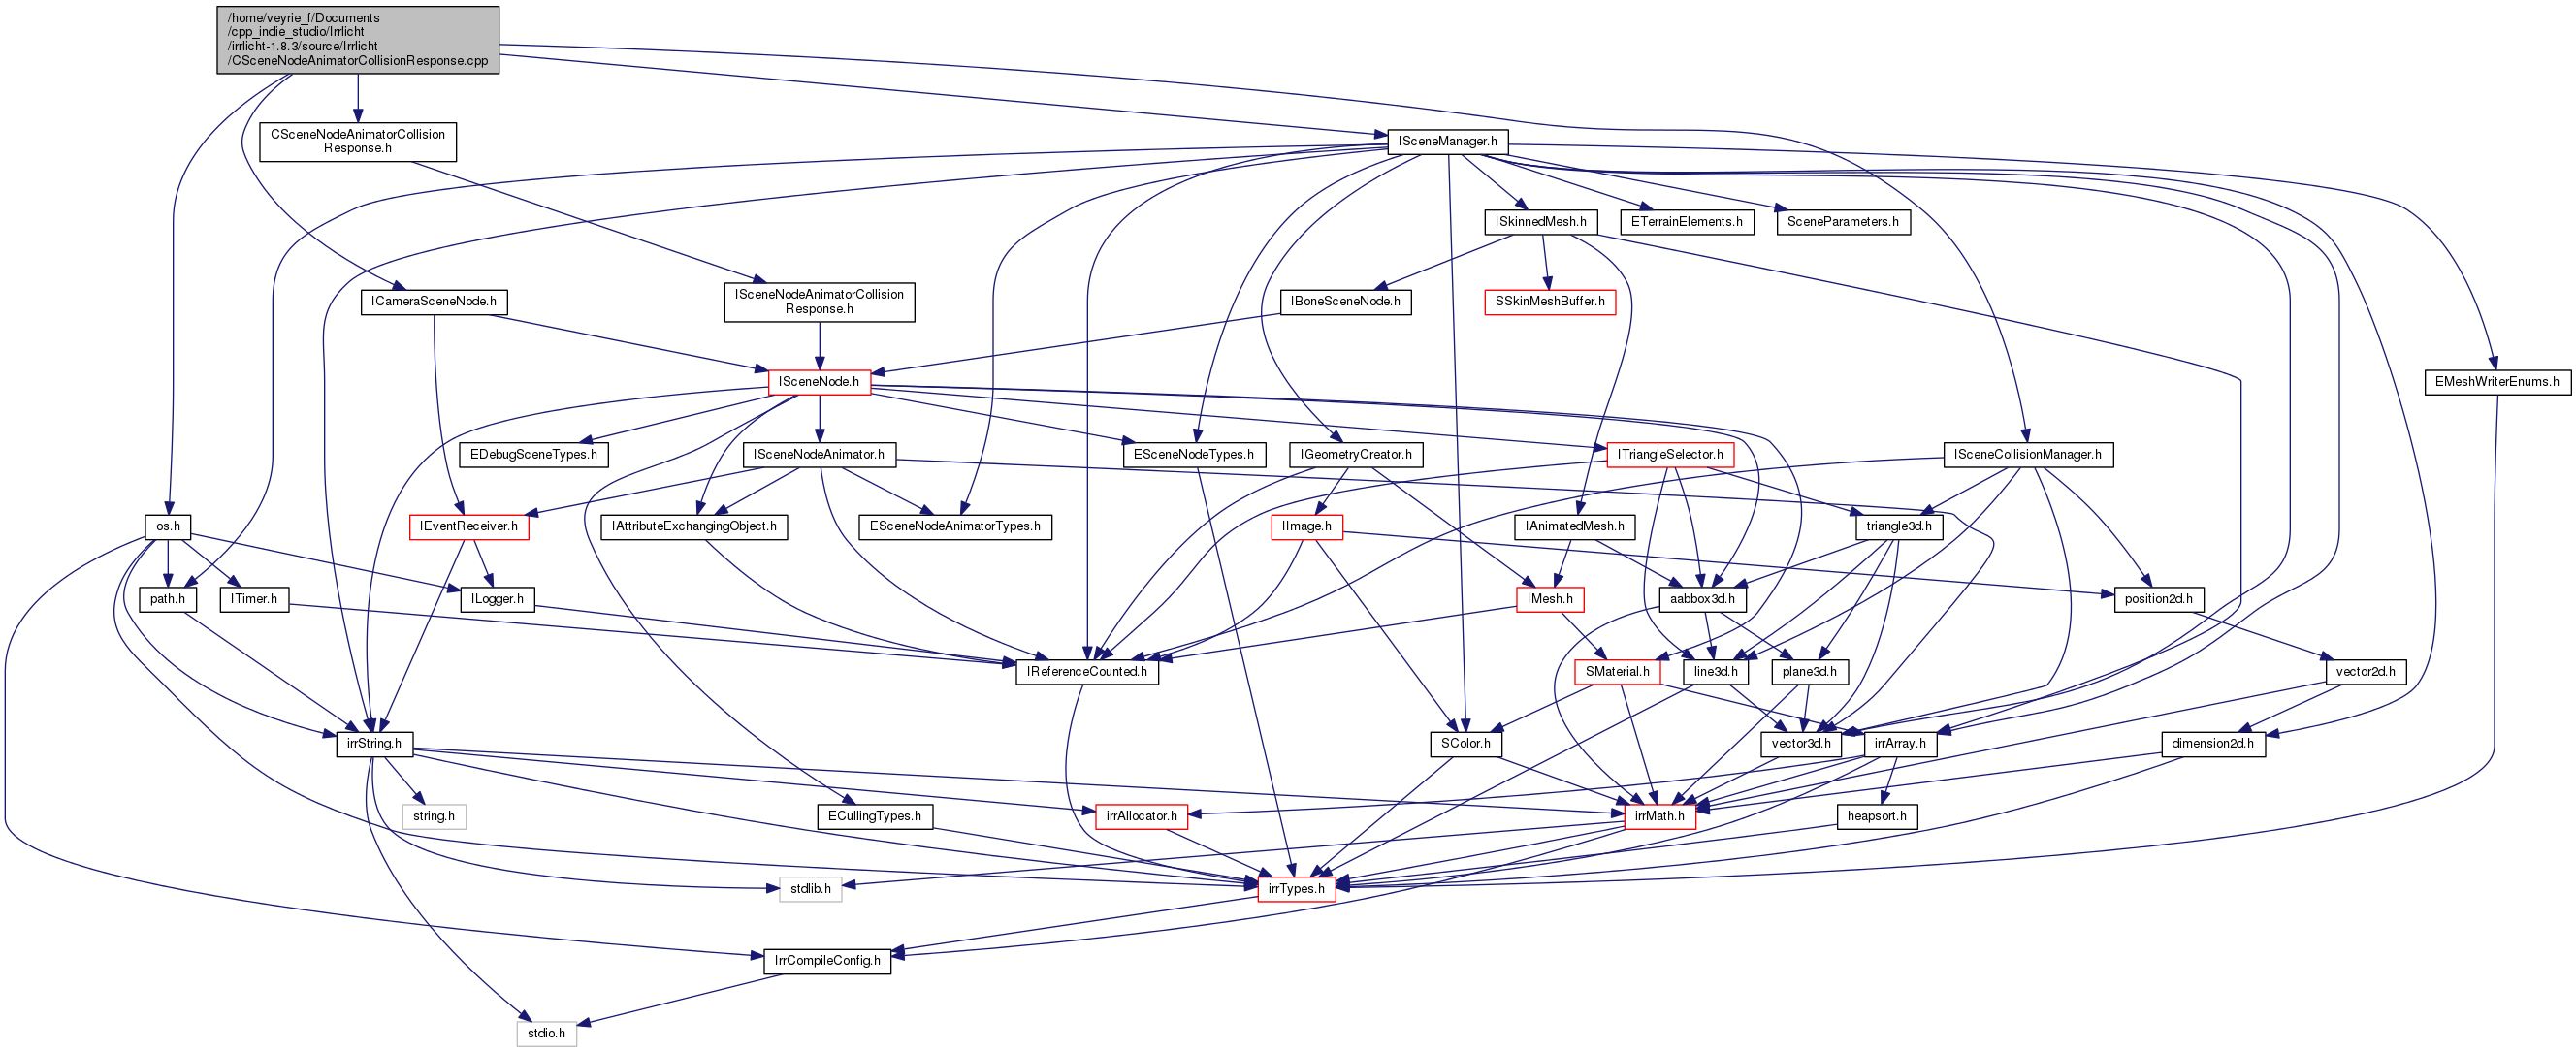 /home/veyrie_f/Documents
/cpp_indie_studio/Irrlicht
/irrlicht-1.8.3/source/Irrlicht
/CSceneNodeAnimatorCollisionResponse.cpp
CSceneNodeAnimatorCollision
Response.h
ISceneManager.h
ISkinnedMesh.h
ETerrainElements.h
SceneParameters.h
ICameraSceneNode.h
ISceneNodeAnimatorCollision
Response.h
IBoneSceneNode.h
SSkinMeshBuffer.h
ISceneNode.h
EMeshWriterEnums.h
EDebugSceneTypes.h
ISceneNodeAnimator.h
ESceneNodeTypes.h
IGeometryCreator.h
ITriangleSelector.h
ISceneCollisionManager.h
os.h
IEventReceiver.h
IAttributeExchangingObject.h
ESceneNodeAnimatorTypes.h
IImage.h
IAnimatedMesh.h
triangle3d.h
path.h
ITimer.h
ILogger.h
IMesh.h
aabbox3d.h
position2d.h
IReferenceCounted.h
SMaterial.h
line3d.h
plane3d.h
vector2d.h
irrString.h
SColor.h
vector3d.h
irrArray.h
dimension2d.h
string.h
ECullingTypes.h
irrAllocator.h
irrMath.h
heapsort.h
stdlib.h
irrTypes.h
IrrCompileConfig.h
stdio.h